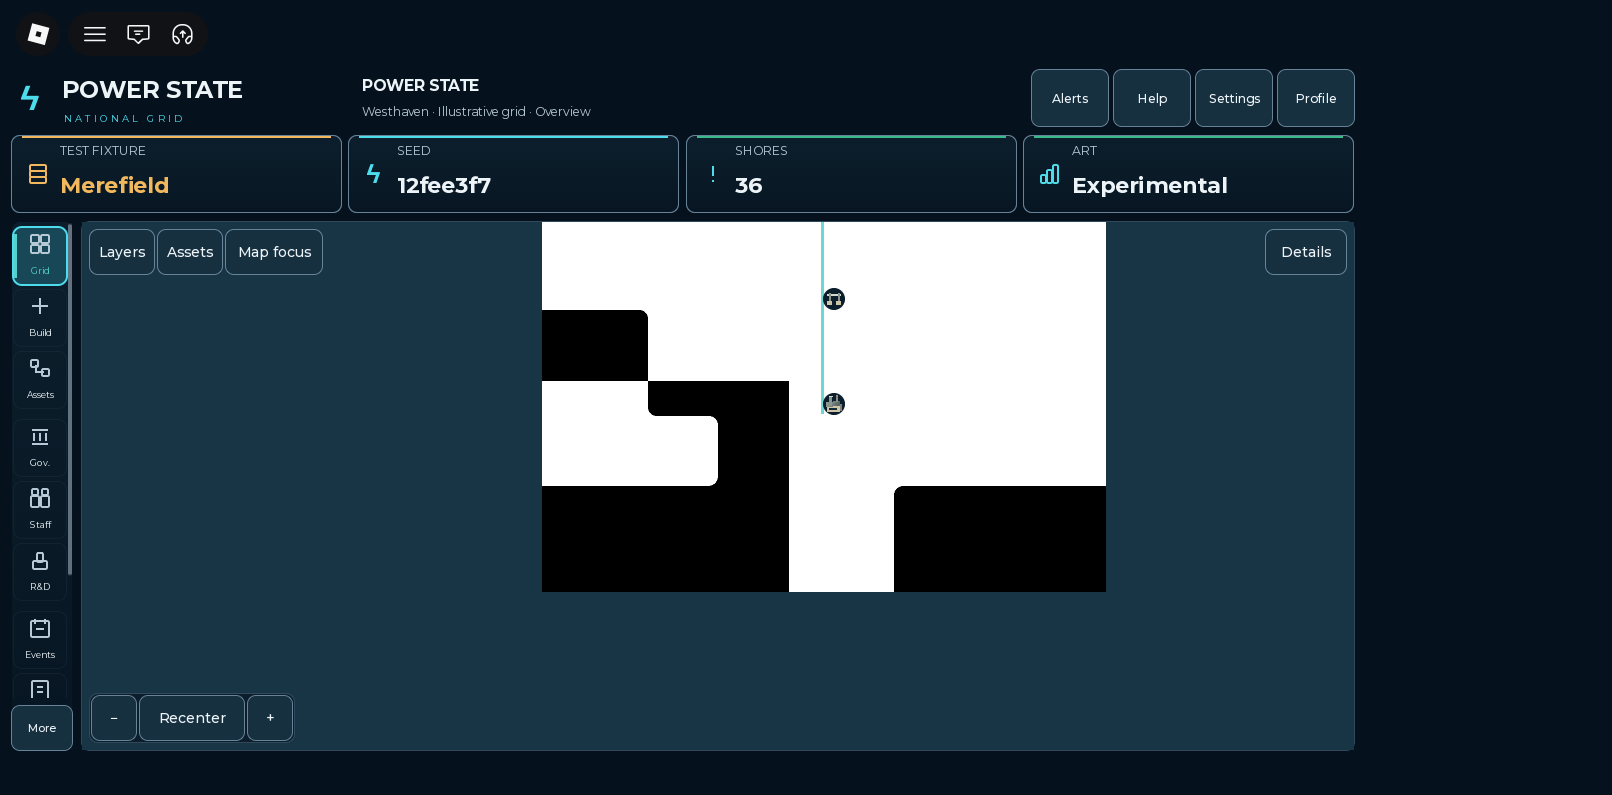 POWER STATE
NATIONAL GRID
POWER STATE
Westhaven · Illustrative grid · Overview
Alerts
Help
Settings
Profile
TEST FIXTURE
Merefield
SEED
12fee3f7
SHORES
36
ART
Experimental
Grid
Build
Assets
Gov.
Staff
R&D
Events
More
Layers
Assets
Map focus
Details
−
Recenter
+